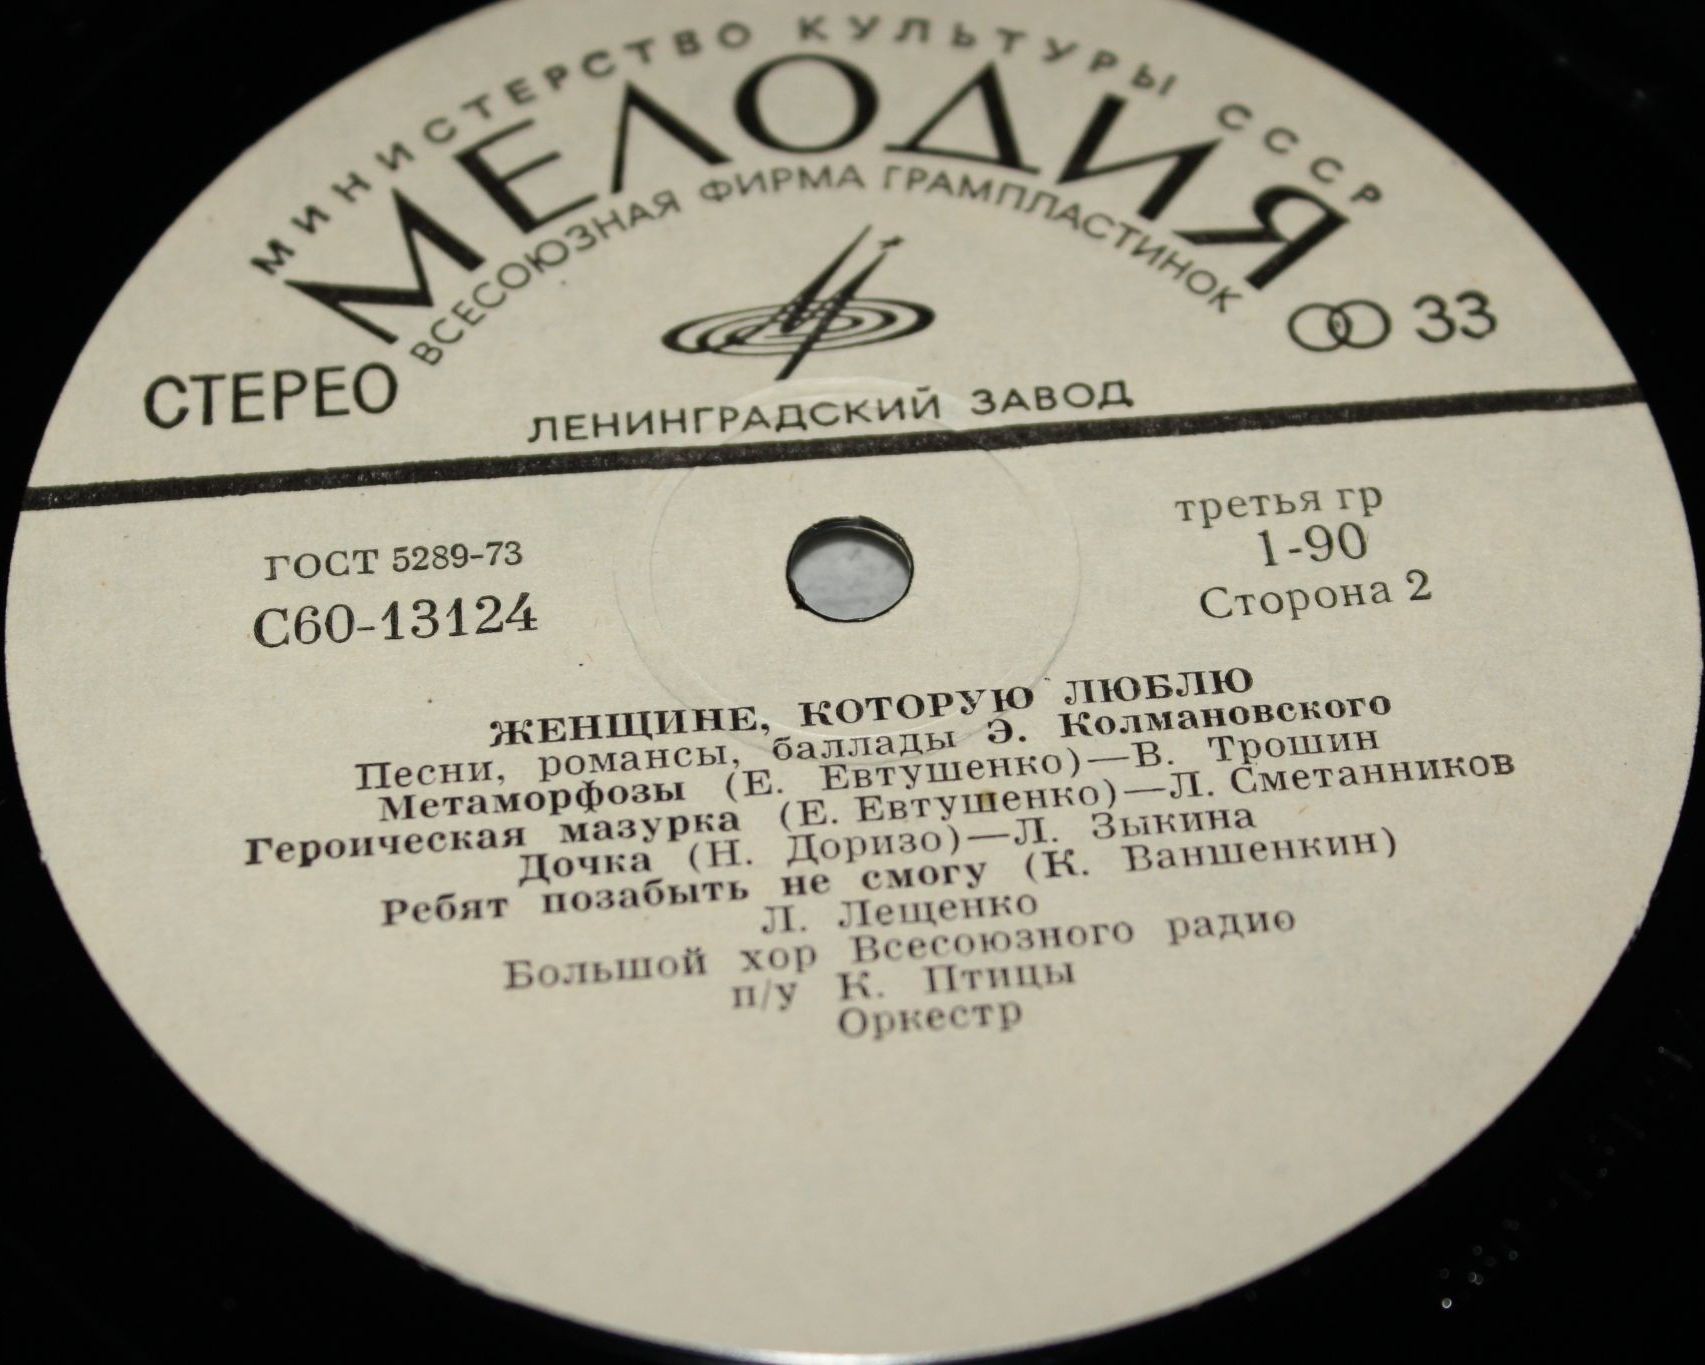 МИНИСТЕРСТВО КУЛЬТУРЫ СССР
МЕЛОДИЯ
ВСЕСОЮЗНАЯ ФИРМА ГРАМПЛАСТИНОК
СТЕРЕО
33
ЛЕНИНГРАДСКИЙ ЗАВОД
ГОСТ 5289-73
С60-13124
третья гр
1-90
Сторона 2
ЖЕНЩИНЕ, КОТОРУЮ ЛЮБЛЮ
Песни, романсы, баллады Э. Колмановского
Метаморфозы (Е. Евтушенко)—В. Трошин
Героическая мазурка (Е. Евтушенко)—Л. Сметанников
Дочка (Н. Доризо)—Л. Зыкина
Ребят позабыть не смогу (К. Ваншенкин)
Л. Лещенко
Большой хор Всесоюзного радио
п/у К. Птицы
Оркестр